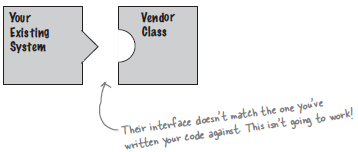 Your
Existing
System
Vendor
Class
Their interface doesn't match the one you've
written your code against. This isn't going to work!